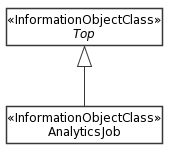 «InformationObjectClass»
Top
«InformationObjectClass»
AnalyticsJob